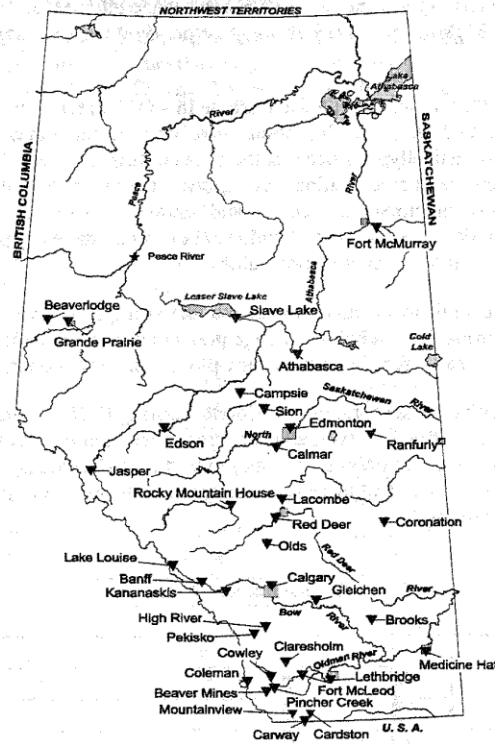 NORTHWEST TERRITORIES
Lake
Athabasca
River
SASKATCHEWAN
BRITISH COLUMBIA
Peace
River
Fort McMurray
Peace River
Athabasca
Lesser Slave Lake
Beaverlodge
Slave Lake
Grande Prairie
Cold
Lake
Athabasca
Campsie
Saskatchewan
River
Sion
Edmonton
North
Edson
Ranfurly
Calmar
Jasper
Rocky Mountain House
Lacombe
Red Deer
Coronation
Olds
Red Deer
Lake Louise
Banff
Calgary
River
Kananaskis
Gleichen
Bow
High River
River
Brooks
Pekisko
Claresholm
Cowley
Oldman River
Medicine Hat
Coleman
Lethbridge
Beaver Mines
Fort McLeod
Pincher Creek
Mountainview
Cardston
U. S. A.
Carway